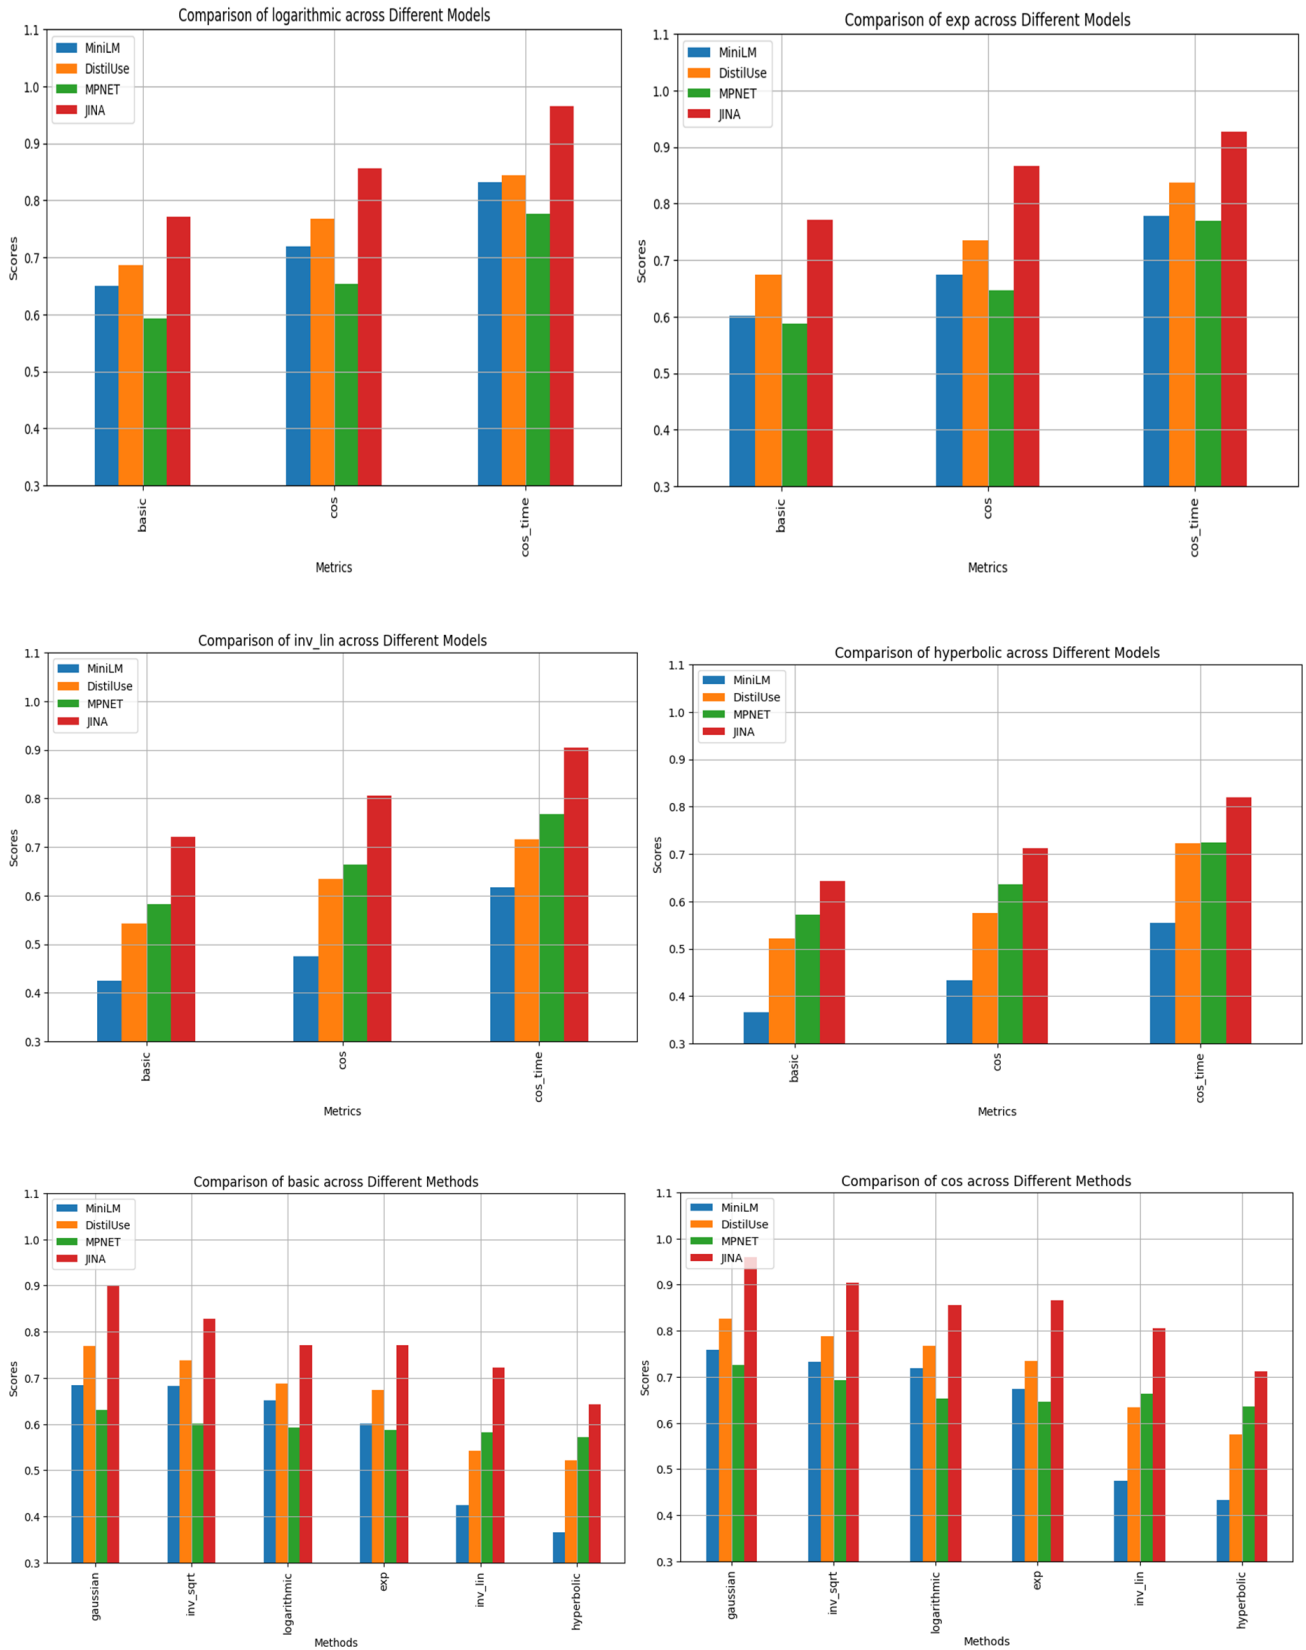 Comparison of logarithmic across Different Models
1.1
1.0
0.9
0.8
0.7
0.6
0.5
0.4
0.3
Scores
MiniLM
DistilUse
MPNET
JINA
basic
cos
cos_time
Metrics
Comparison of exp across Different Models
1.1
1.0
0.9
0.8
0.7
0.6
0.5
0.4
0.3
Scores
MiniLM
DistilUse
MPNET
JINA
basic
cos
cos_time
Metrics
Comparison of inv_lin across Different Models
1.1
1.0
0.9
0.8
0.7
0.6
0.5
0.4
0.3
Scores
MiniLM
DistilUse
MPNET
JINA
basic
cos
cos_time
Metrics
Comparison of hyperbolic across Different Models
1.1
1.0
0.9
0.8
0.7
0.6
0.5
0.4
0.3
Scores
MiniLM
DistilUse
MPNET
JINA
basic
cos
cos_time
Metrics
Comparison of basic across Different Methods
1.1
1.0
0.9
0.8
0.7
0.6
0.5
0.4
0.3
Scores
MiniLM
DistilUse
MPNET
JINA
gaussian
inv_sqrt
logarithmic
exp
inv_lin
hyperbolic
Methods
Comparison of cos across Different Methods
1.1
1.0
0.9
0.8
0.7
0.6
0.5
0.4
0.3
Scores
MiniLM
DistilUse
MPNET
JINA
gaussian
inv_sqrt
logarithmic
exp
inv_lin
hyperbolic
Methods